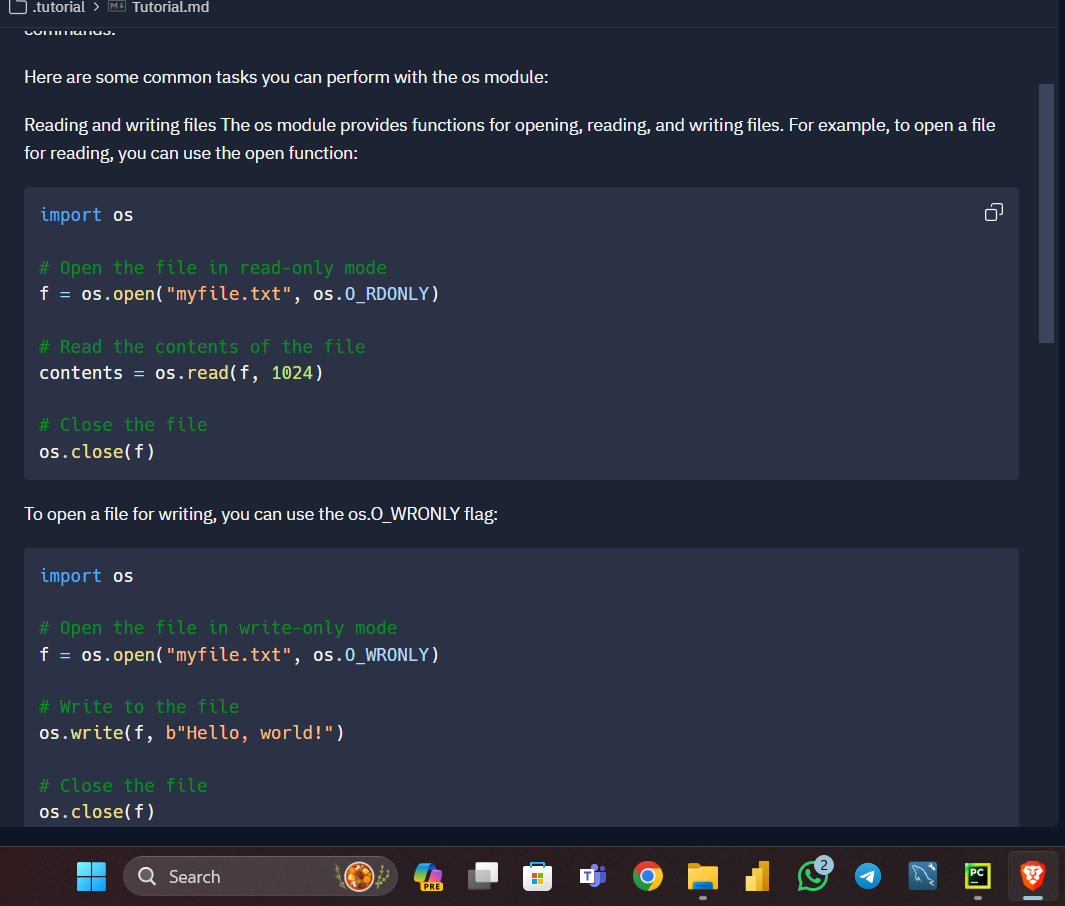 .tutorial > M↓ Tutorial.md
commands.
Here are some common tasks you can perform with the os module:
Reading and writing files The os module provides functions for opening, reading, and writing files. For example, to open a file
for reading, you can use the open function:
import os
# Open the file in read-only mode
f = os.open("myfile.txt", os.O_RDONLY)
# Read the contents of the file
contents = os.read(f, 1024)
# Close the file
os.close(f)
To open a file for writing, you can use the os.O_WRONLY flag:
import os
# Open the file in write-only mode
f = os.open("myfile.txt", os.O_WRONLY)
# Write to the file
os.write(f, b"Hello, world!")
# Close the file
os.close(f)
Search
PRE
T
2
PC